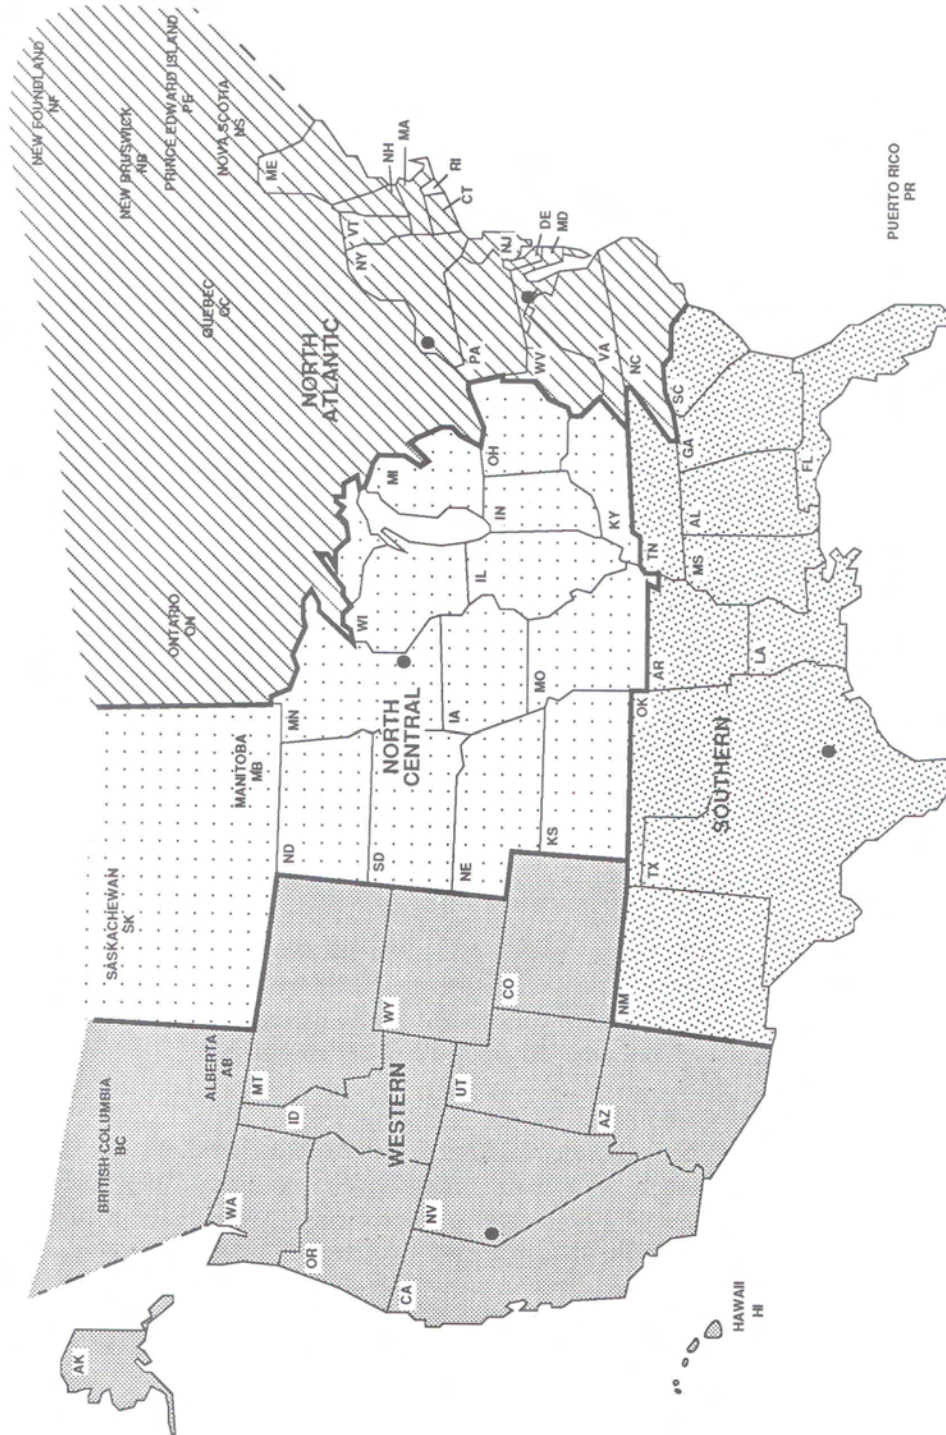 AK
BRITISH COLUMBIA
BC
ALBERTA
AB
SASKACHEWAN
SK
MANITOBA
MB
ONTARIO
ON
QUEBEC
QC
NEW FOUNDLAND
NF
NEW BRUSWICK
NB
PRINCE EDWARD ISLAND
PE
NOVA SCOTIA
NS
NORTH
ATLANTIC
WA
MT
ND
MN
ID
OR
WESTERN
WY
SD
NORTH
CENTRAL
WI
MI
ME
VT
NY
NH
MA
RI
CT
CA
NV
UT
CO
NE
IA
IL
IN
OH
PA
NJ
DE
MD
WV
VA
KS
MO
KY
NC
AZ
NM
TX
OK
AR
TN
SC
SOUTHERN
LA
MS
AL
GA
FL
HAWAII
HI
PUERTO RICO
PR